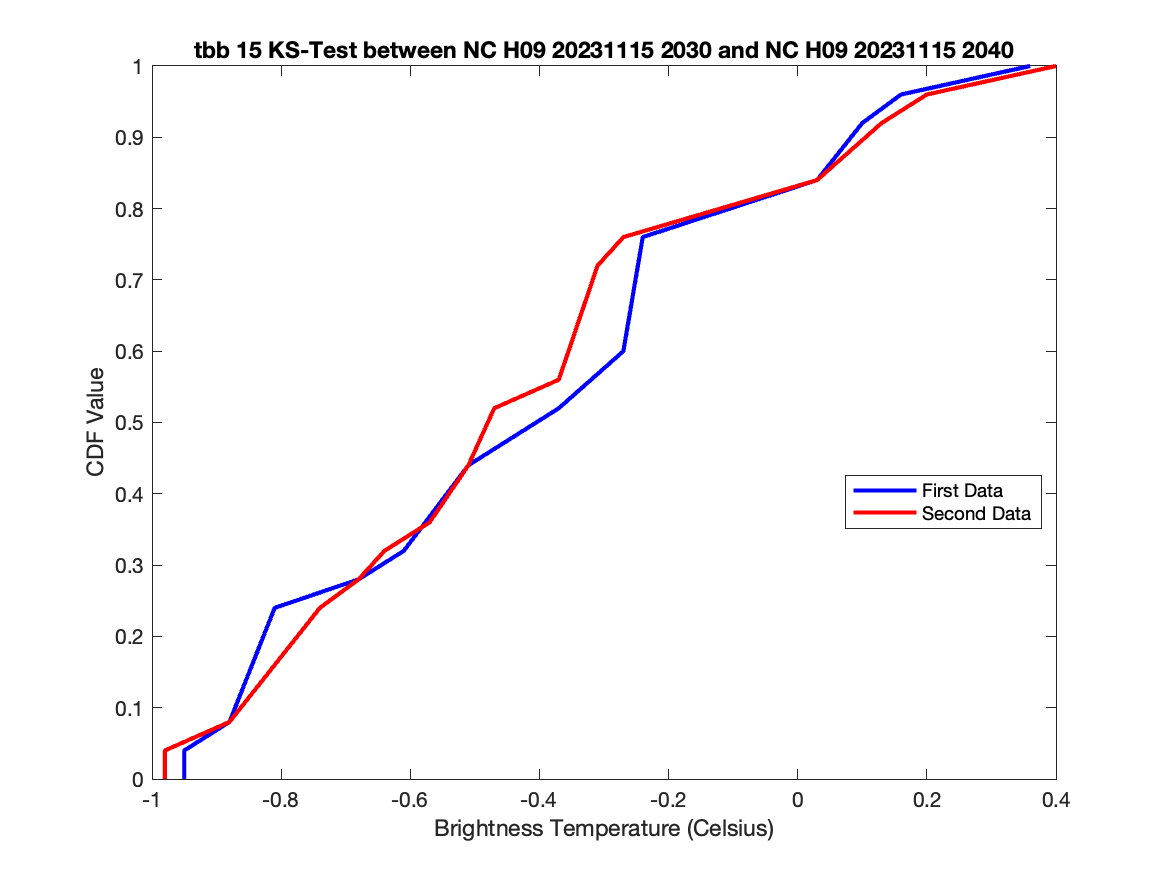 tbb 15 KS-Test between NC H09 20231115 2030 and NC H09 20231115 2040
1
0.9
0.8
0.7
0.6
0.5
0.4
0.3
0.2
0.1
0
CDF Value
First Data
Second Data
-1 -0.8 -0.6 -0.4 -0.2 0 0.2 0.4
Brightness Temperature (Celsius)